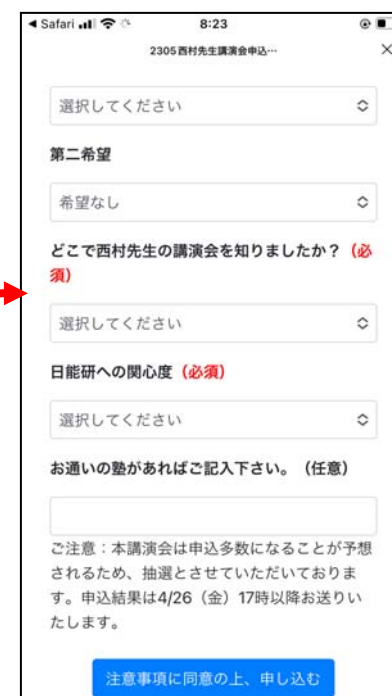 ◀ Safari
8:23
2305西村先生講演会申込…
選択してください
第二希望
希望なし
どこで西村先生の講演会を知りましたか？（必
須）
選択してください
日能研への関心度（必須）
選択してください
お通いの塾があればご記入下さい。（任意）
ご注意：本講演会は申込多数になることが予想
されるため、抽選とさせていただいておりま
す。申込結果は4/26（金）17時以降お送りい
たします。
注意事項に同意の上、申し込む